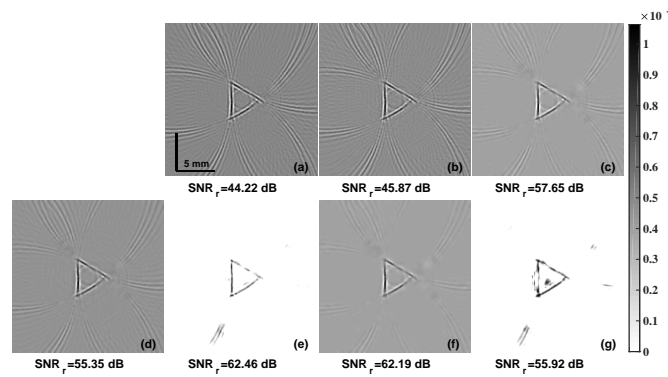 ×10
1
0.9
0.8
0.7
0.6
0.5
0.4
0.3
0.2
0.1
0
5 mm
(a)
(b)
(c)
SNR r=44.22 dB
SNR r=45.87 dB
SNR r=57.65 dB
(d)
(e)
(f)
(g)
SNR r=55.35 dB
SNR r=62.46 dB
SNR r=62.19 dB
SNR r=55.92 dB